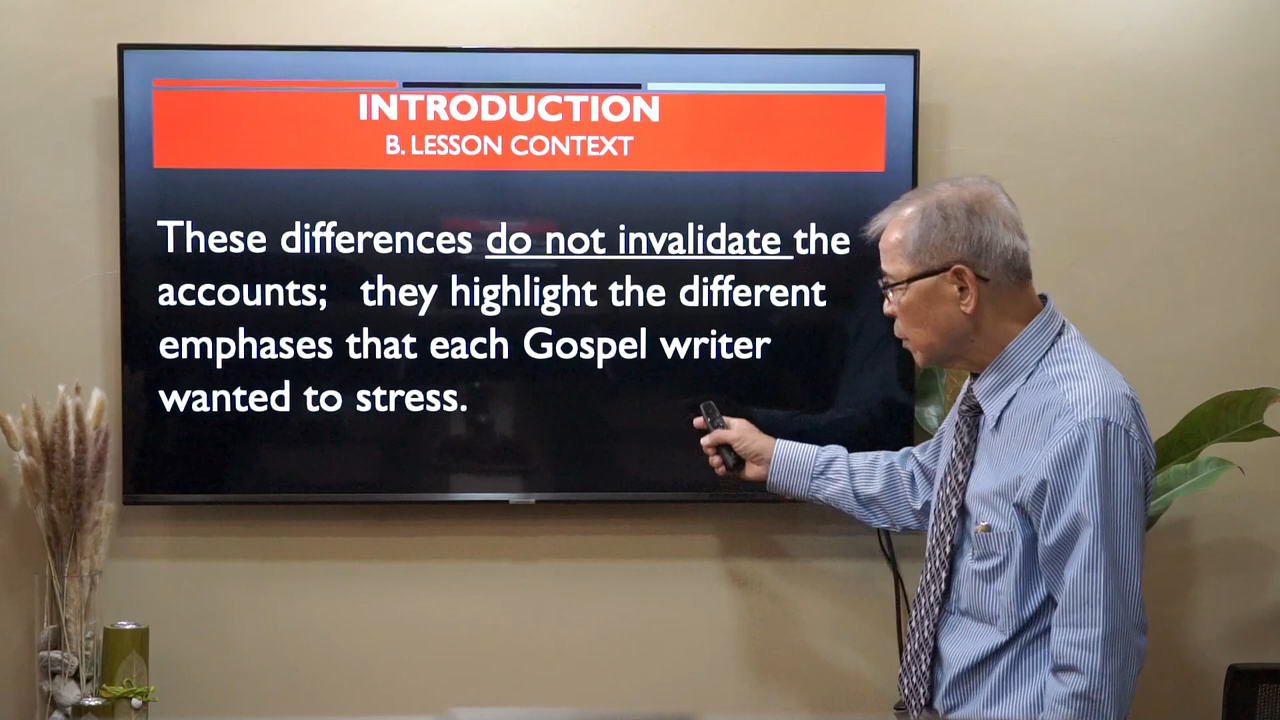 INTRODUCTION
B. LESSON CONTEXT
These differences do not invalidate the
accounts; they highlight the different
emphases that each Gospel writer
wanted to stress.